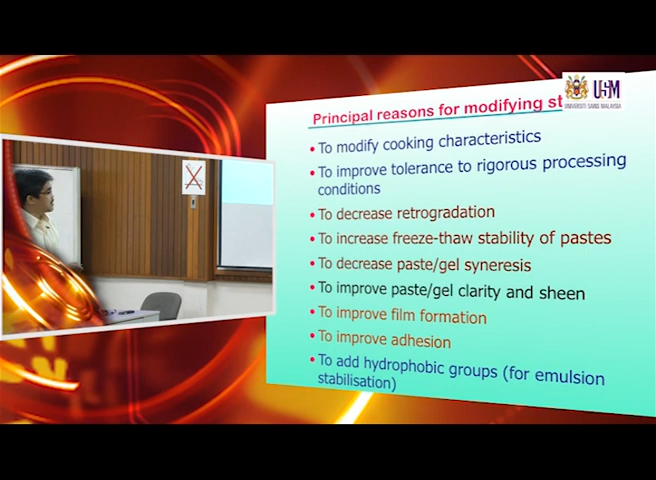 USM
UNIVERSITI SAINS MALAYSIA
Principal reasons for modifying st
• To modify cooking characteristics
• To improve tolerance to rigorous processing
conditions
• To decrease retrogradation
• To increase freeze-thaw stability of pastes
• To decrease paste/gel syneresis
• To improve paste/gel clarity and sheen
• To improve film formation
• To improve adhesion
• To add hydrophobic groups (for emulsion
stabilisation)